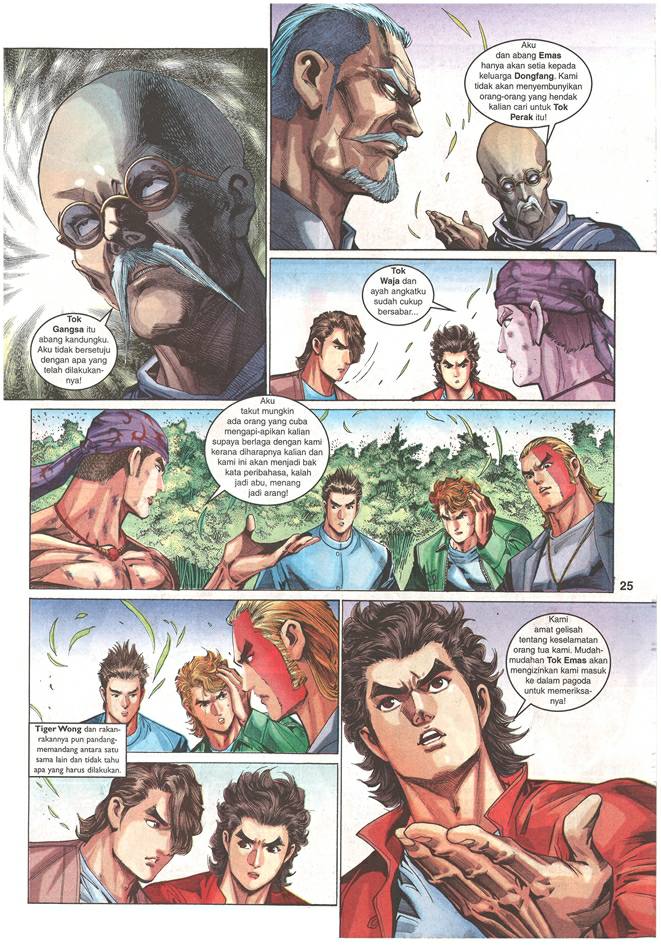 Tok
Gangsa itu
abang kandungku.
Aku tidak bersetuju
dengan apa yang
telah dilakukan-
nya!
Aku
dan abang Emas
hanya akan setia kepada
keluarga Dongfang. Kami
tidak akan menyembunyikan
orang-orang yang hendak
kalian cari untuk Tok
Perak itu!
Tok
Waja dan
ayah angkatku
sudah cukup
bersabar...
Aku
takut mungkin
ada orang yang cuba
mengapi-apikan kalian
supaya berlaga dengan kami
kerana diharapnya kalian dan
kami ini akan menjadi bak
kata peribahasa, kalah
jadi abu, menang
jadi arang!
25
Tiger Wong dan rakan-
rakannya pun pandang-
memandang antara satu
sama lain dan tidak tahu
apa yang harus dilakukan.
Kami
amat gelisah
tentang keselamatan
orang tua kami. Mudah-
mudahan Tok Emas akan
mengizinkan kami masuk
ke dalam pagoda
untuk memeriksa-
nya!